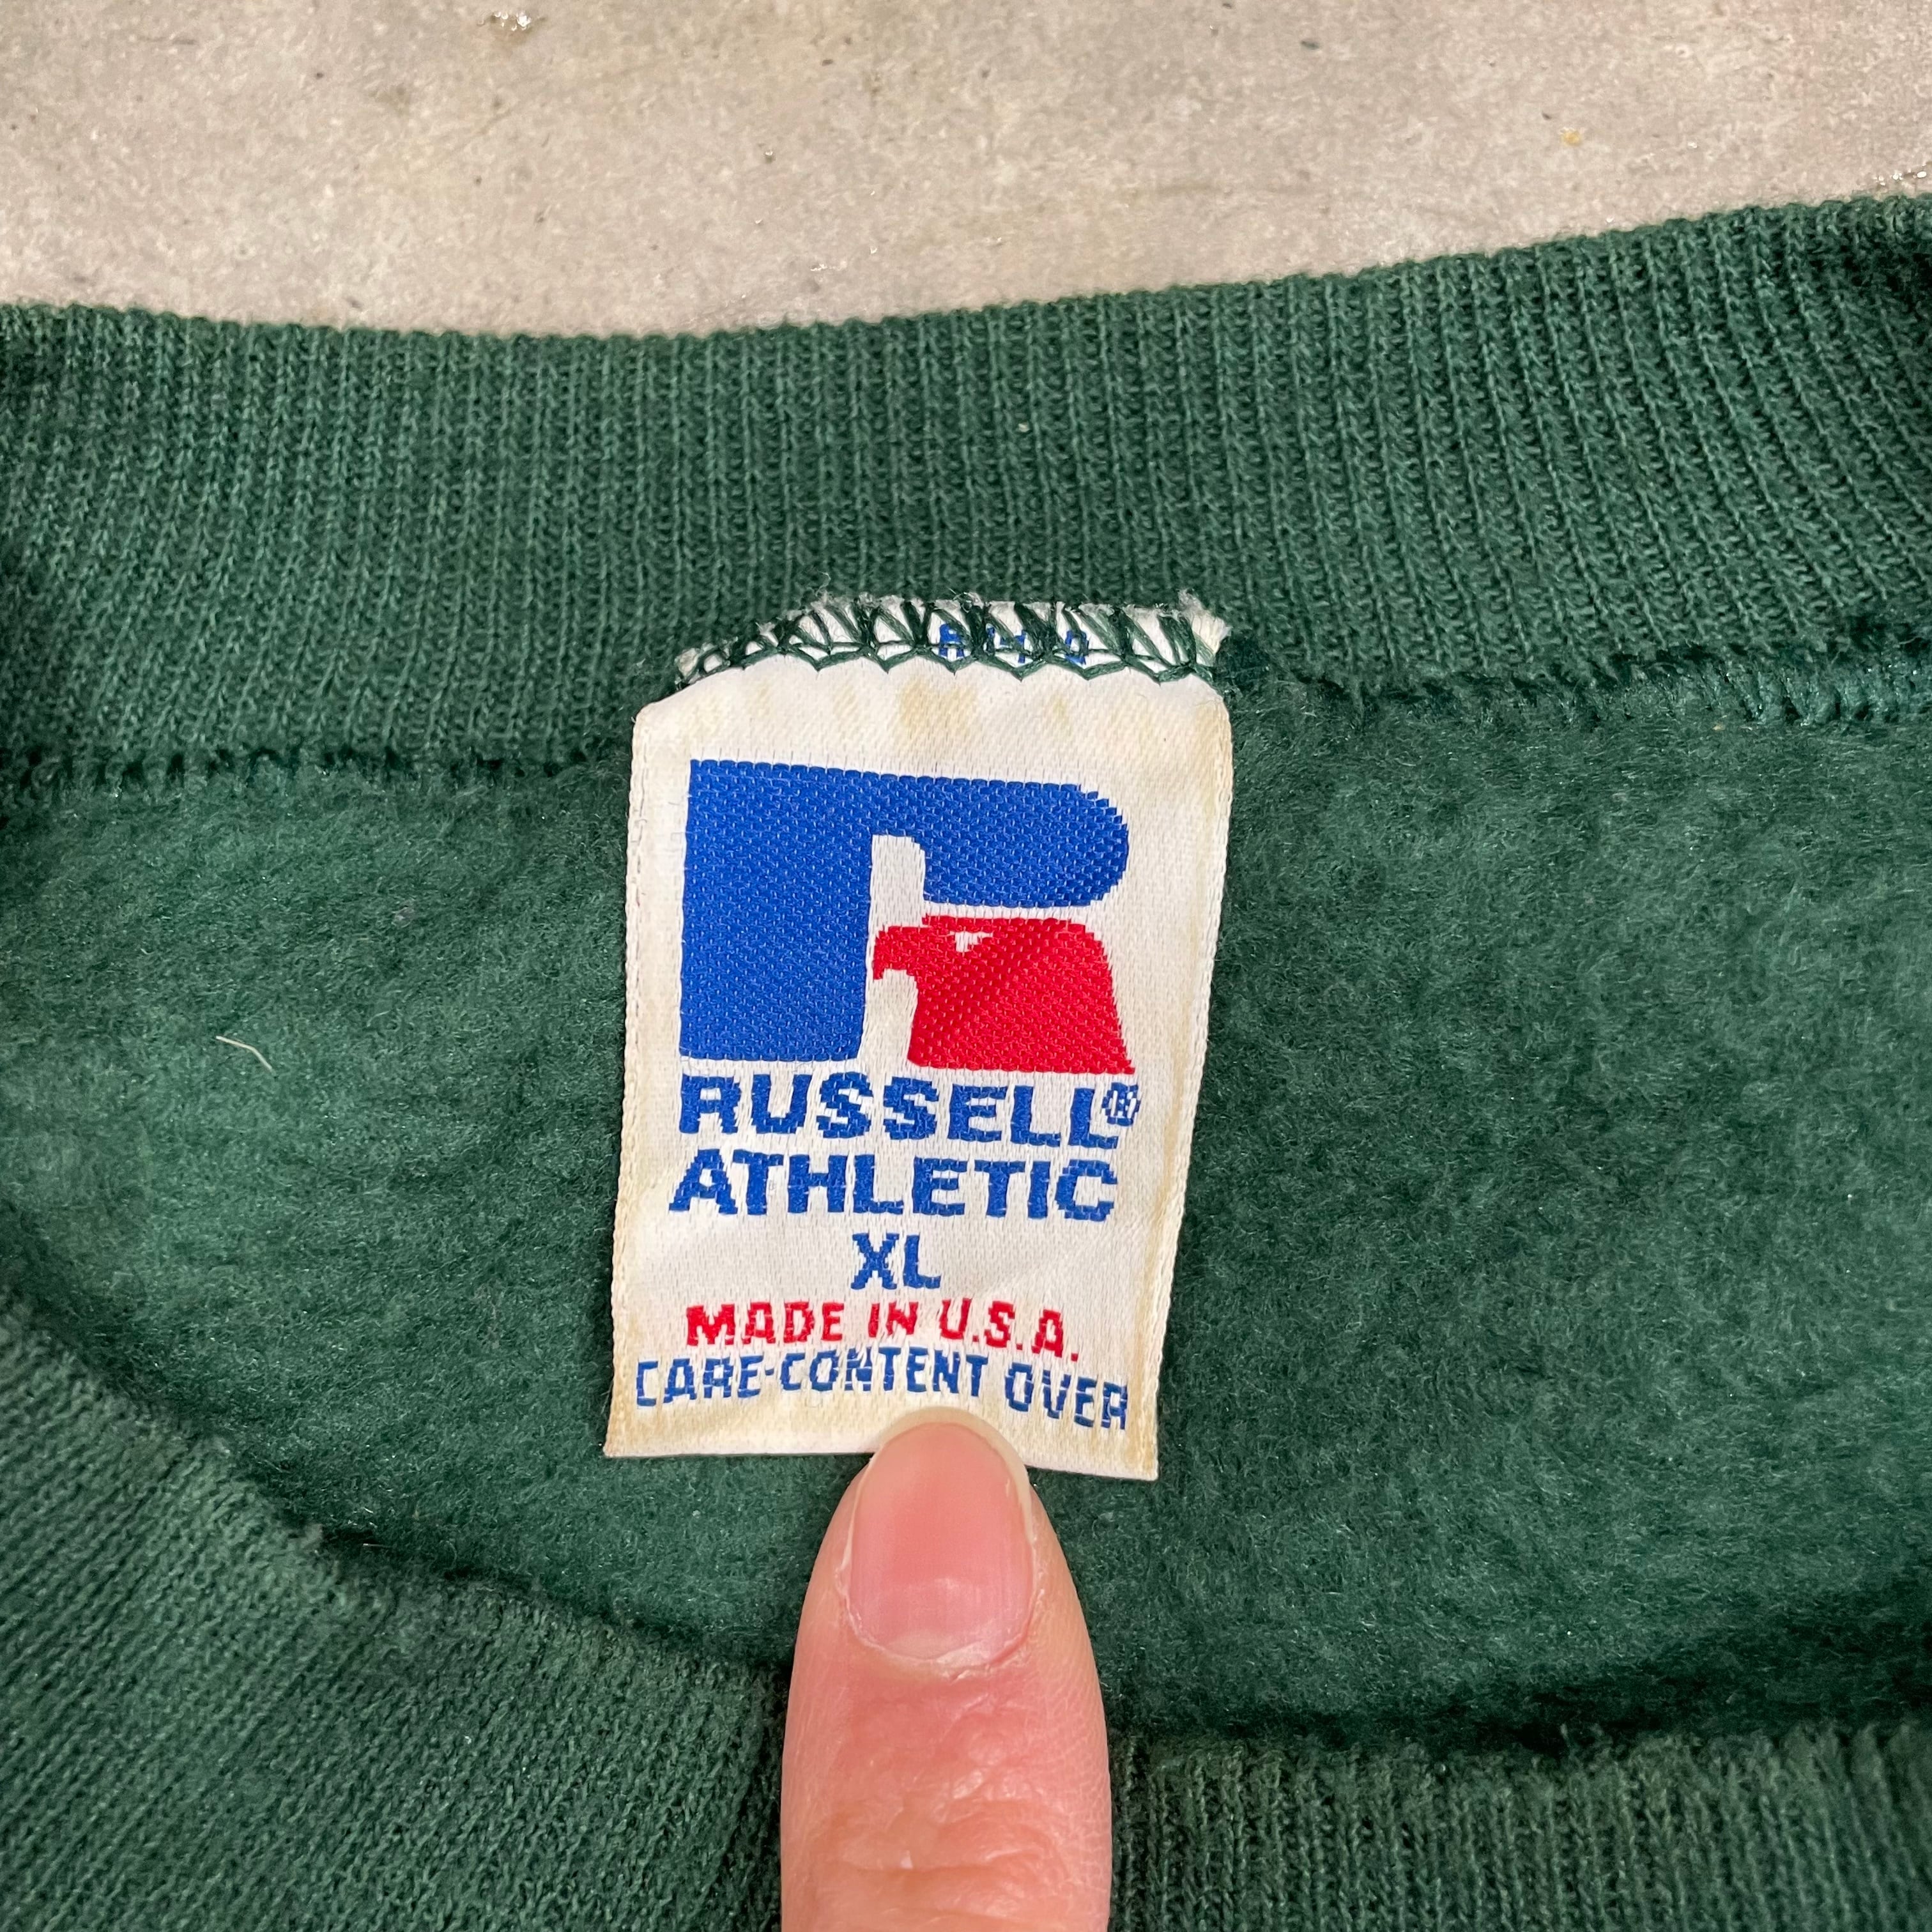 RUSSELL®
ATHLETIC
XL
MADE IN U.S.A.
CARE-CONTENT OVER